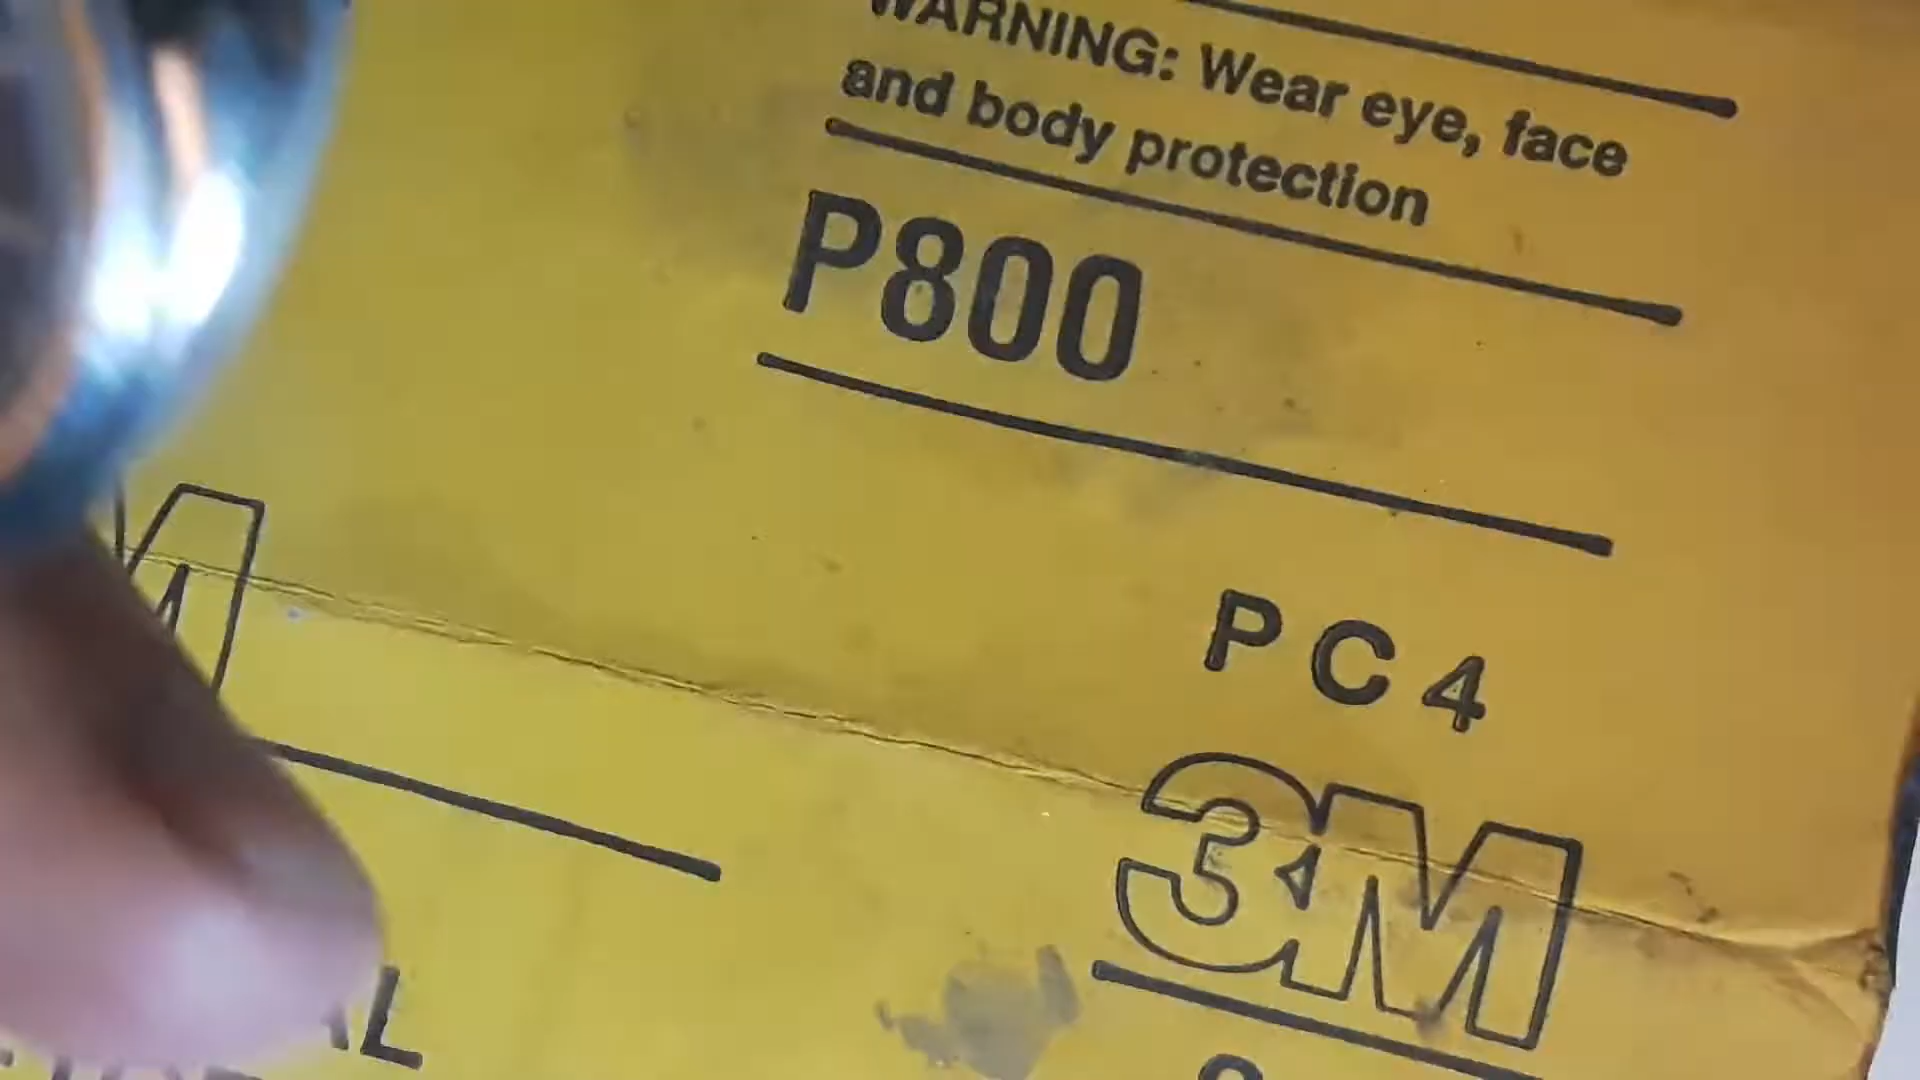 WARNING: Wear eye, face
and body protection
P800
PC4
3M